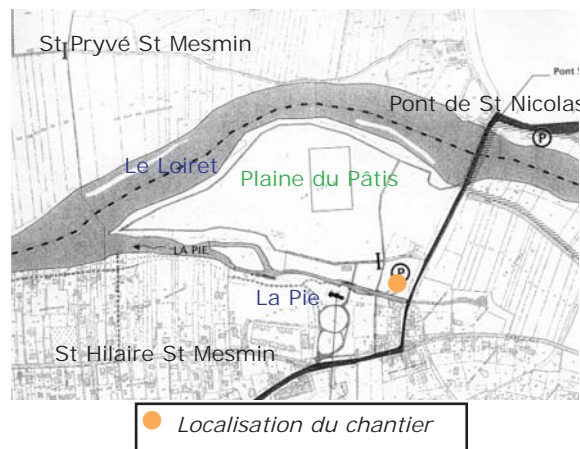 St Pryvé St Mesmin
Pont S
Pont de St Nicolas
P
Le Loiret
Plaine du Pâtis
LA PIE
P
La Pie
St Hilaire St Mesmin
Localisation du chantier